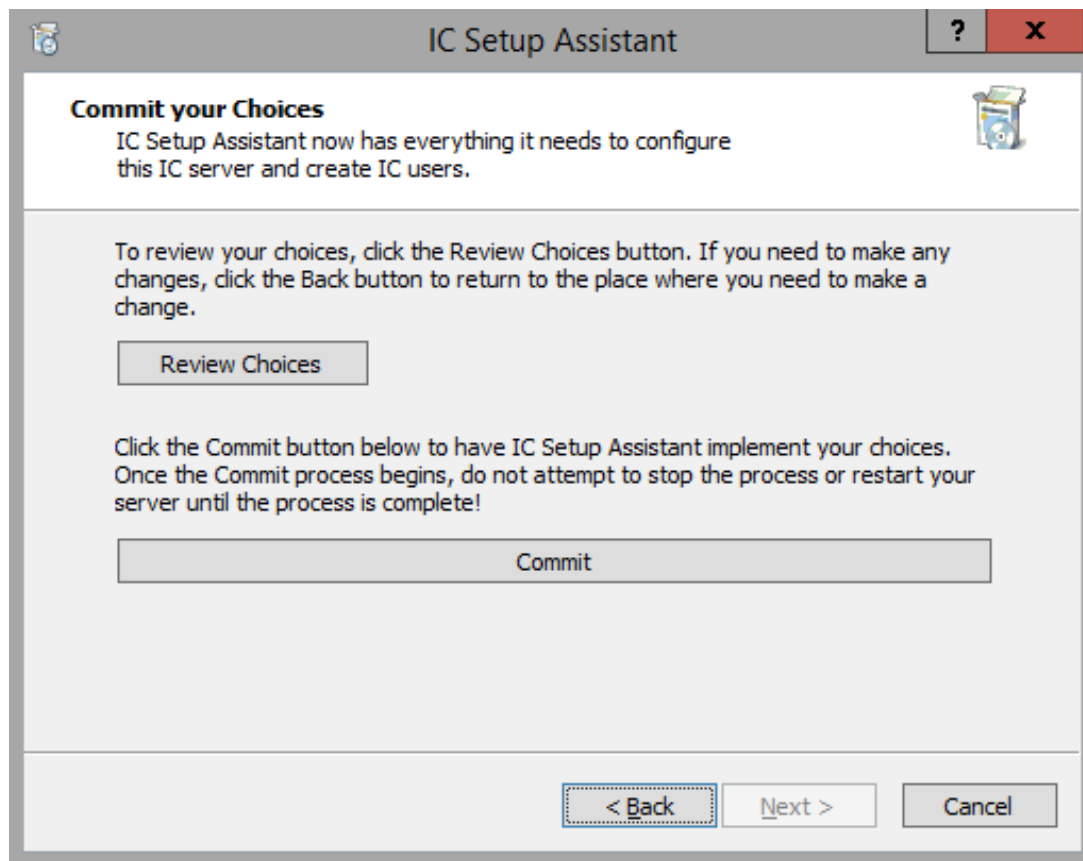 IC Setup Assistant
?
x
Commit your Choices
IC Setup Assistant now has everything it needs to configure
this IC server and create IC users.
To review your choices, click the Review Choices button. If you need to make any
changes, click the Back button to return to the place where you need to make a
change.
Review Choices
Click the Commit button below to have IC Setup Assistant implement your choices.
Once the Commit process begins, do not attempt to stop the process or restart your
server until the process is complete!
Commit
< Back
Next >
Cancel